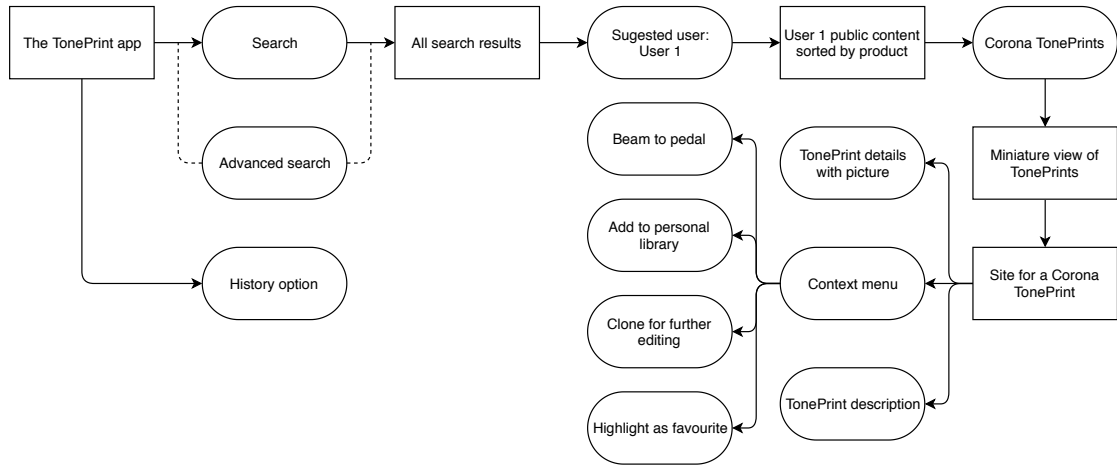 The TonePrint app
Search
All search results
Sugested user:
User 1
User 1 public content
sorted by product
Corona TonePrints
Advanced search
Beam to pedal
TonePrint details
with picture
Miniature view of
TonePrints
Add to personal
library
History option
Context menu
Site for a Corona
TonePrint
Clone for further
editing
TonePrint description
Highlight as favourite